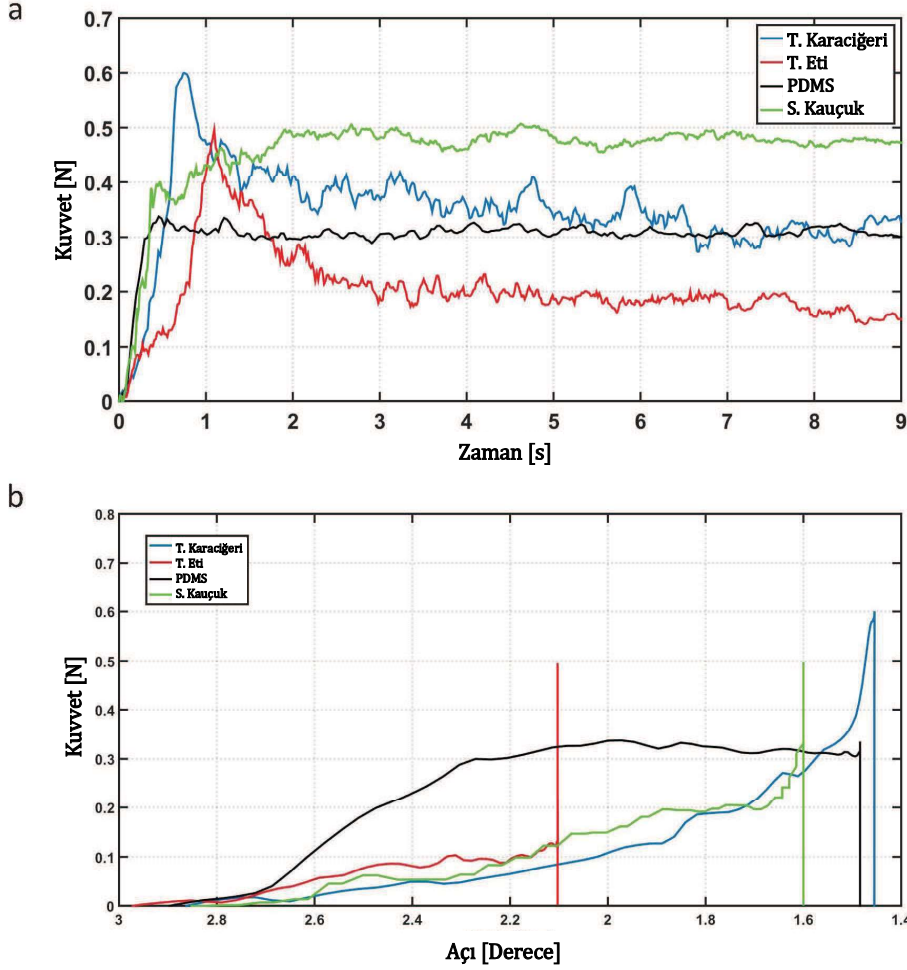 a
0.7
0.6
0.5
0.4
0.3
0.2
0.1
0
Kuvvet [N]
T. Karaciğeri
T. Eti
PDMS
S. Kauçuk
0 1 2 3 4 5 6 7 8 9
Zaman [s]
b
0.8
0.7
0.6
0.5
0.4
0.3
0.2
0.1
0
Kuvvet [N]
T. Karaciğeri
T. Eti
PDMS
S. Kauçuk
3 2.8 2.6 2.4 2.2 2 1.8 1.6 1.4
Açı [Derece]